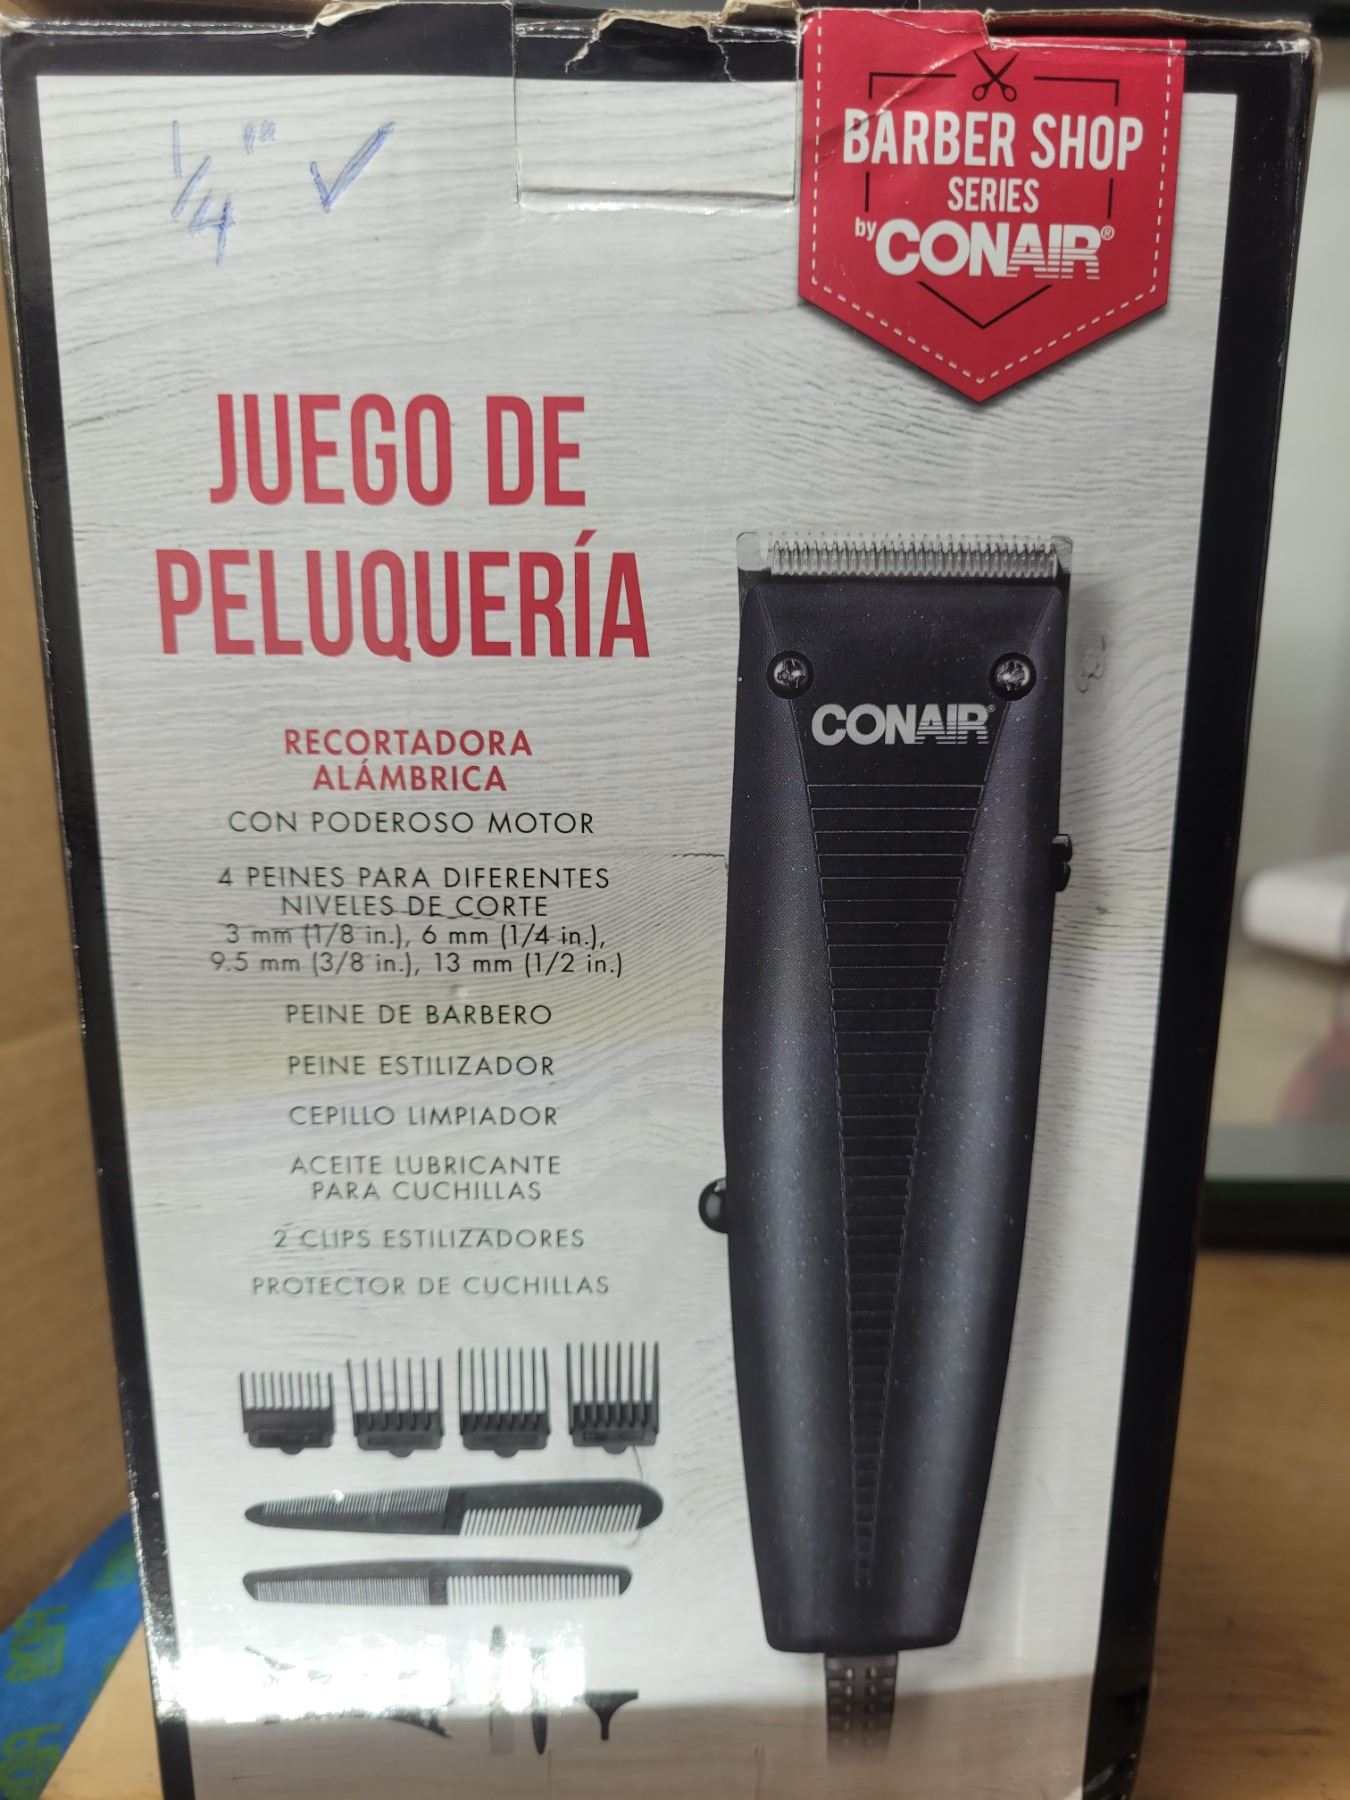 1/4 "" ✓
BARBER SHOP
SERIES
by CONAIR®
JUEGO DE
PELUQUERÍA
RECORTADORA
ALÁMBRICA
CON PODEROSO MOTOR
4 PEINES PARA DIFERENTES
NIVELES DE CORTE
3 mm (1/8 in.), 6 mm (1/4 in.),
9.5 mm (3/8 in.), 13 mm (1/2 in.)
PEINE DE BARBERO
PEINE ESTILIZADOR
CEPILLO LIMPIADOR
ACEITE LUBRICANTE
PARA CUCHILLAS
2 CLIPS ESTILIZADORES
PROTECTOR DE CUCHILLAS
CONAIR®